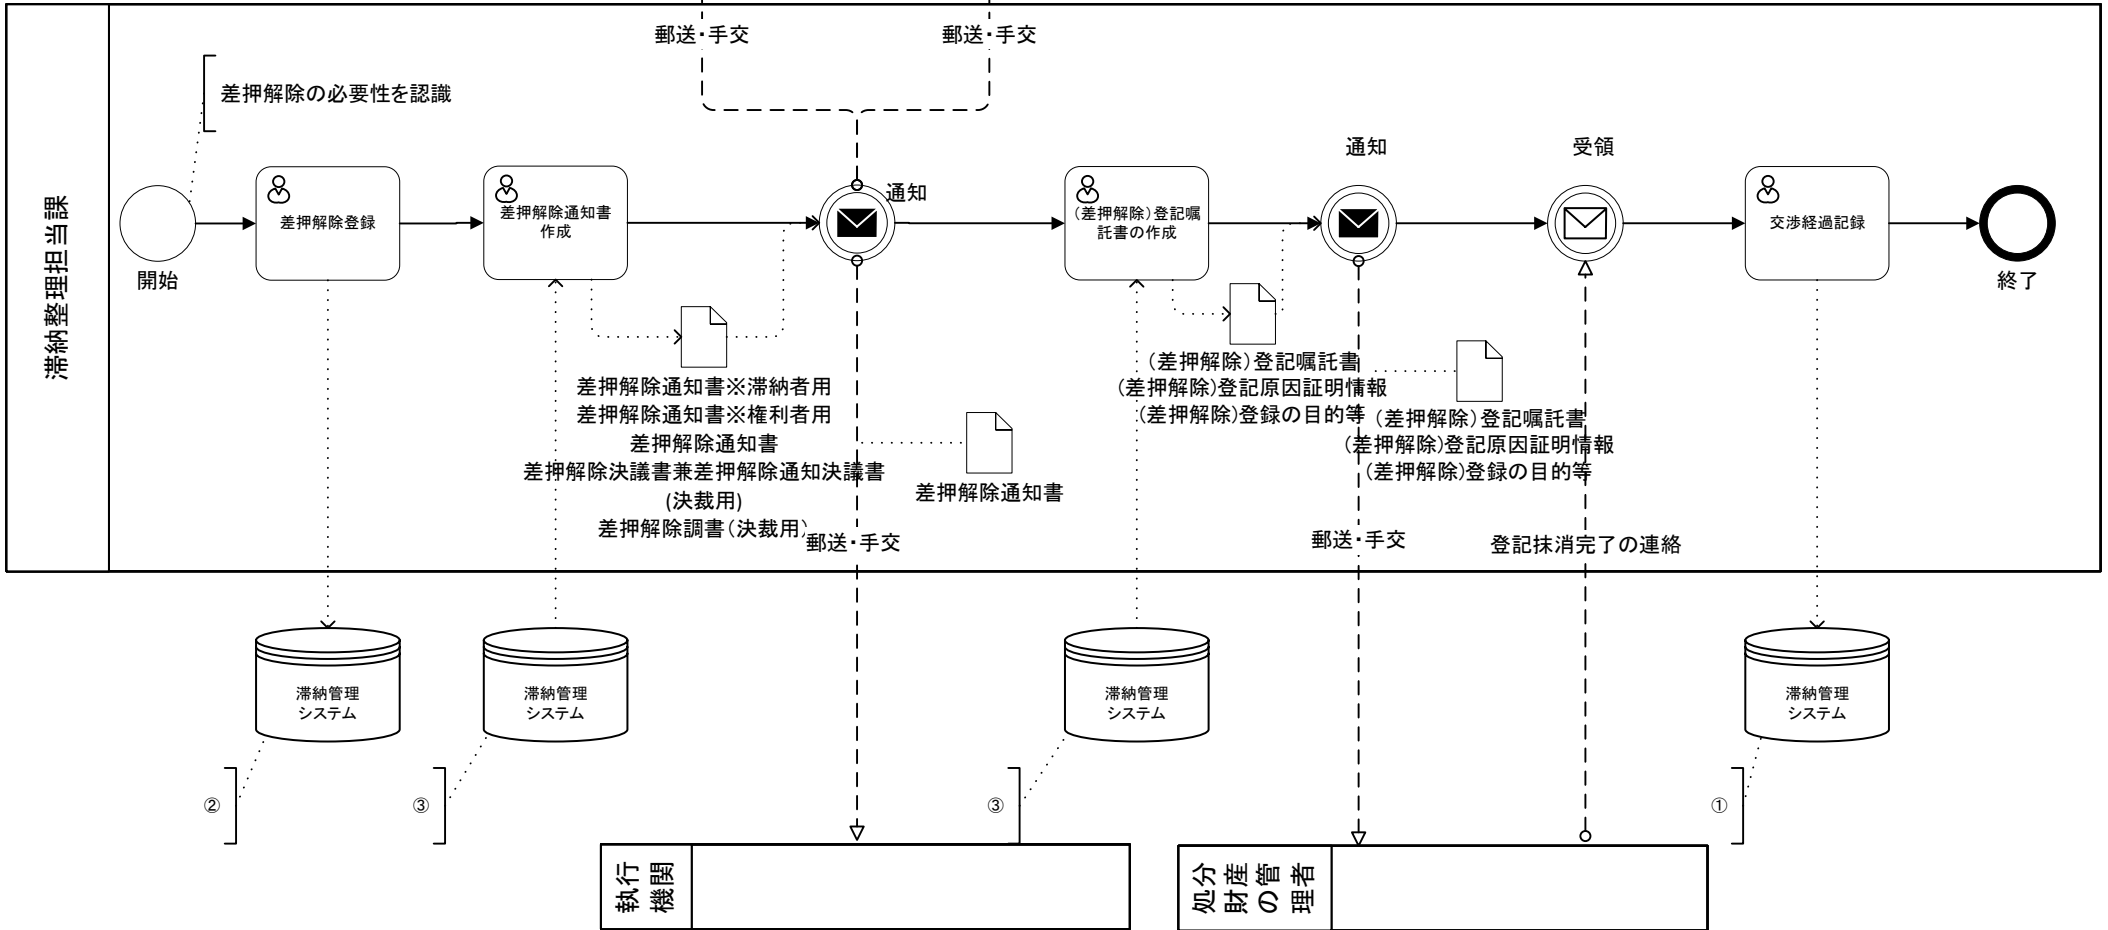 郵送・手交
郵送・手交
差押解除の必要性を認識
滞納整理担当課
開始
差押解除登録
差押解除通知書
作成
通知
(差押解除)登記嘱
託書の作成
通知
受領
交渉経過記録
終了
差押解除通知書※滞納者用
差押解除通知書※権利者用
差押解除通知書
差押解除決議書兼差押解除通知決議書
(決裁用)
差押解除調書(決裁用)
差押解除通知書
(差押解除)登記嘱託書
(差押解除)登記原因証明情報
(差押解除)登録の目的等
(差押解除)登記嘱託書
(差押解除)登記原因証明情報
(差押解除)登録の目的等
郵送・手交
郵送・手交
登記抹消完了の連絡
滞納管理
システム
滞納管理
システム
滞納管理
システム
滞納管理
システム
②
③
③
①
執行
機関
処分
財産
の管
理者